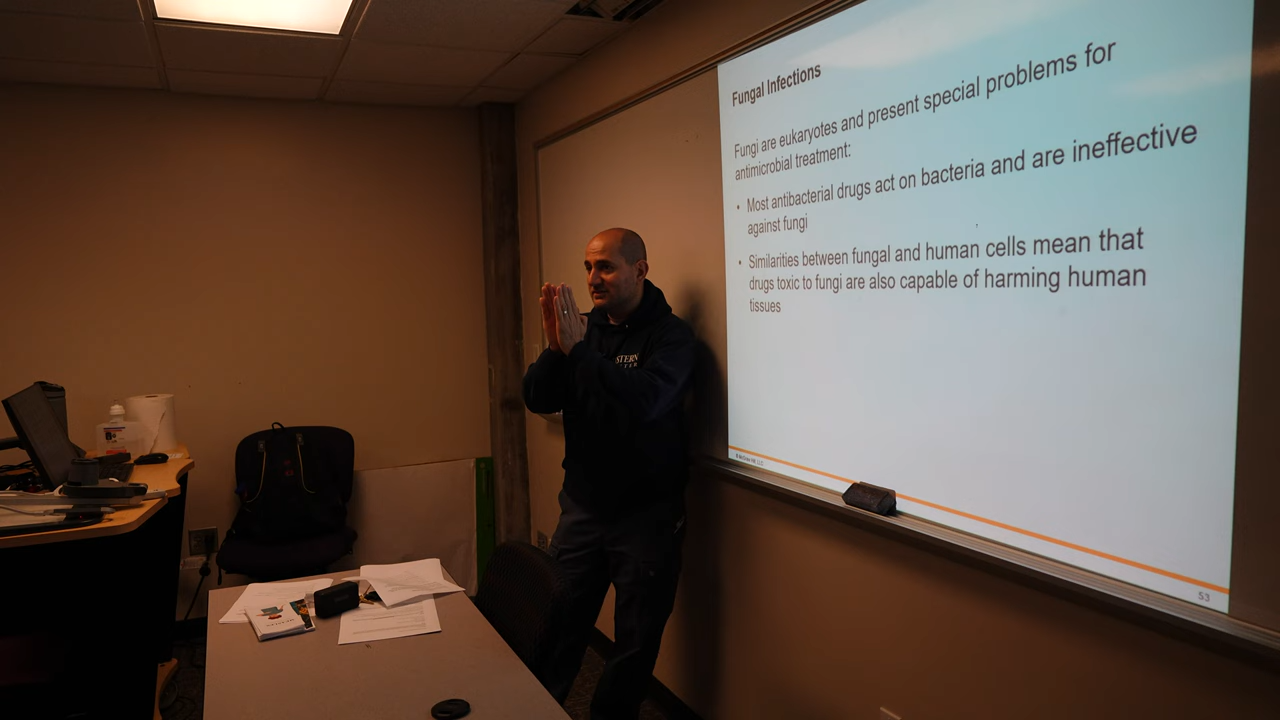 Fungal Infections
Fungi are eukaryotes and present special problems for
antimicrobial treatment:
• Most antibacterial drugs act on bacteria and are ineffective
against fungi
• Similarities between fungal and human cells mean that
drugs toxic to fungi are also capable of harming human
tissues
53
STERN